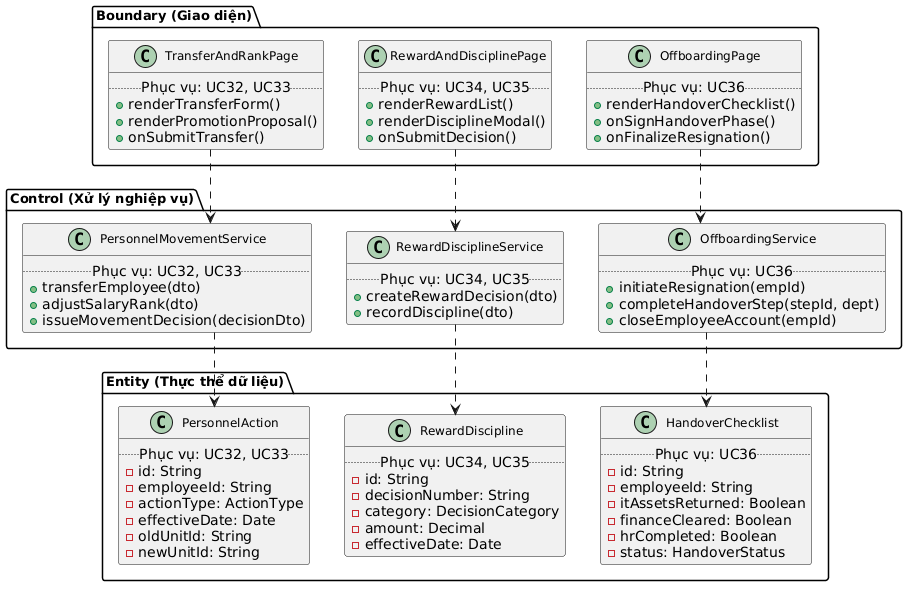 Boundary (Giao diện)
C TransferAndRankPage
Phục vụ: UC32, UC33
renderTransferForm()
renderPromotionProposal()
onSubmitTransfer()
C RewardAndDisciplinePage
Phục vụ: UC34, UC35
renderRewardList()
renderDisciplineModal()
onSubmitDecision()
C OffboardingPage
Phục vụ: UC36
renderHandoverChecklist()
onSignHandoverPhase()
onFinalizeResignation()
Control (Xử lý nghiệp vụ)
C PersonnelMovementService
Phục vụ: UC32, UC33
transferEmployee(dto)
adjustSalaryRank(dto)
issueMovementDecision(decisionDto)
C RewardDisciplineService
Phục vụ: UC34, UC35
createRewardDecision(dto)
recordDiscipline(dto)
C OffboardingService
Phục vụ: UC36
initiateResignation(empId)
completeHandoverStep(stepId, dept)
closeEmployeeAccount(empId)
Entity (Thực thể dữ liệu)
C PersonnelAction
Phục vụ: UC32, UC33
id: String
employeeId: String
actionType: ActionType
effectiveDate: Date
oldUnitId: String
newUnitId: String
C RewardDiscipline
Phục vụ: UC34, UC35
id: String
decisionNumber: String
category: DecisionCategory
amount: Decimal
effectiveDate: Date
C HandoverChecklist
Phục vụ: UC36
id: String
employeeId: String
itAssetsReturned: Boolean
financeCleared: Boolean
hrCompleted: Boolean
status: HandoverStatus